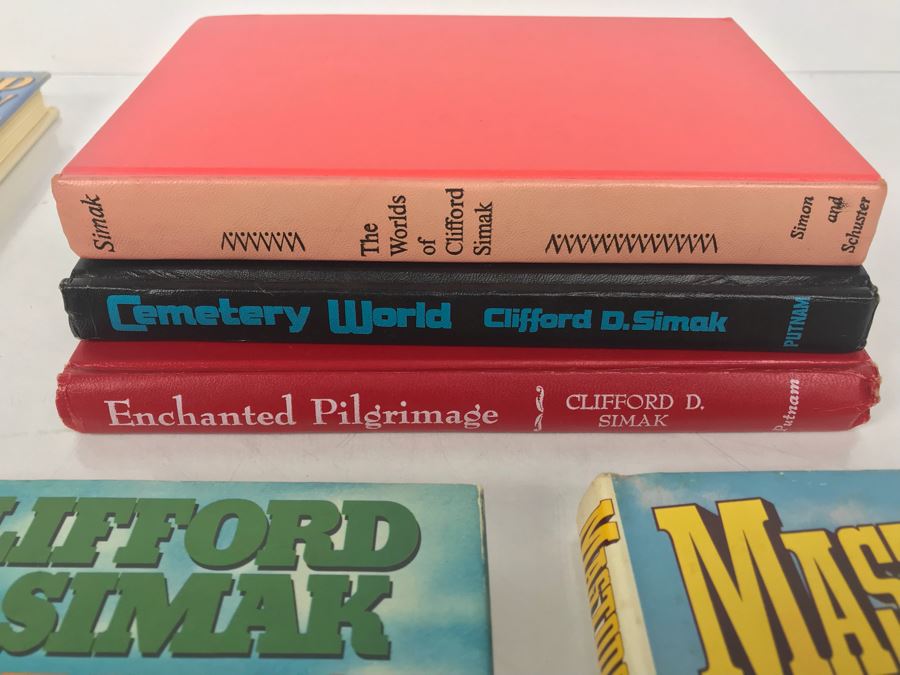 Simak
The
Worlds
of
Clifford
Simak
Simon
and
Schuster
Cemetery World Clifford D. Simak PUTNAM
Enchanted Pilgrimage CLIFFORD D.
SIMAK
Putnam
LIFFORD
SIMAK
MAS